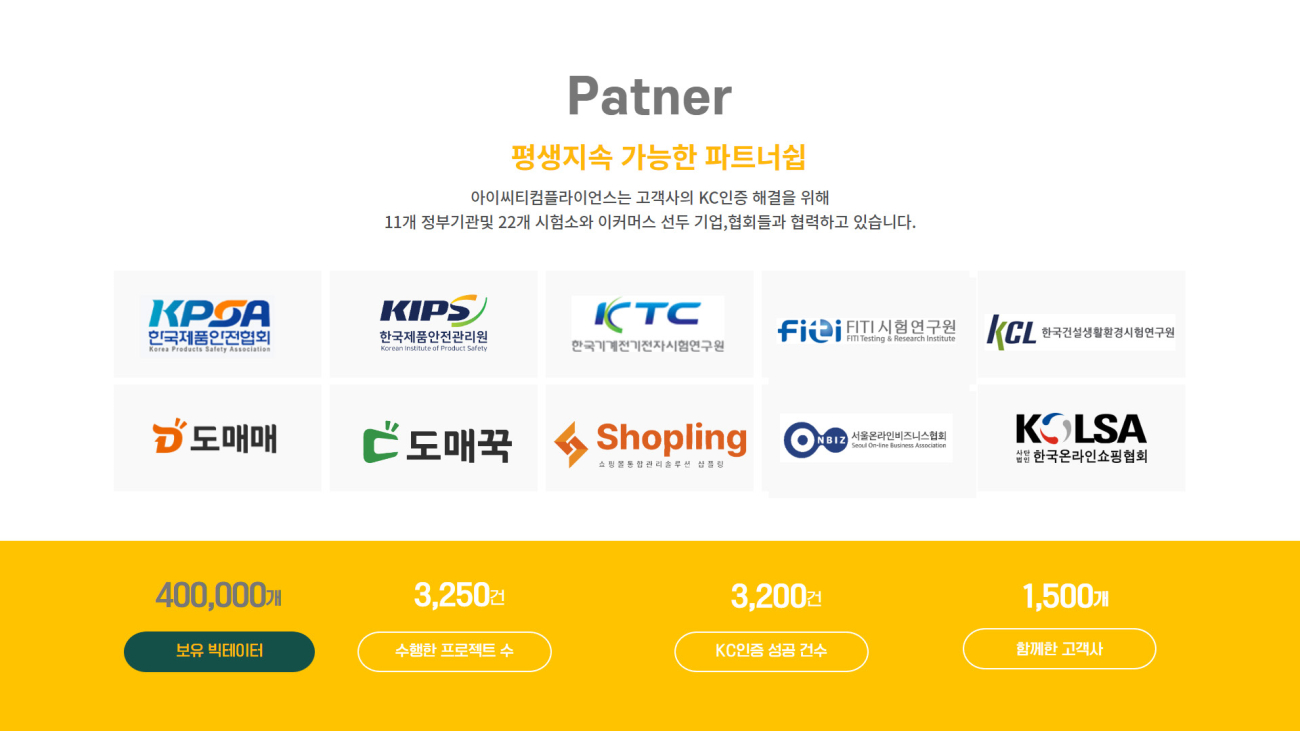 Patner
평생지속 가능한 파트너쉽
아이씨티컴플라이언스는 고객사의 KC인증 해결을 위해
11개 정부기관및 22개 시험소와 이커머스 선두 기업,협회들과 협력하고 있습니다.
KPSA
한국제품안전협회
Korea Products Safety Association
KIPS
한국제품안전관리원
Korean Institute of Product Safety
KTC
한국기계전기전자시험연구원
FITI FITI 시험연구원
FITI Testing & Research Institute
KCL 한국건설생활환경시험연구원
도매매
도매꾹
Shopling
쇼핑몰통합관리솔루션 샵플링
ONBIZ 서울온라인비즈니스협회
Seoul On-line Business Association
KOLSA
사단법인 한국온라인쇼핑협회
400,000개
보유 빅테이터
3,250건
수행한 프로젝트 수
3,200건
KC인증 성공 건수
1,500개
함께한 고객사